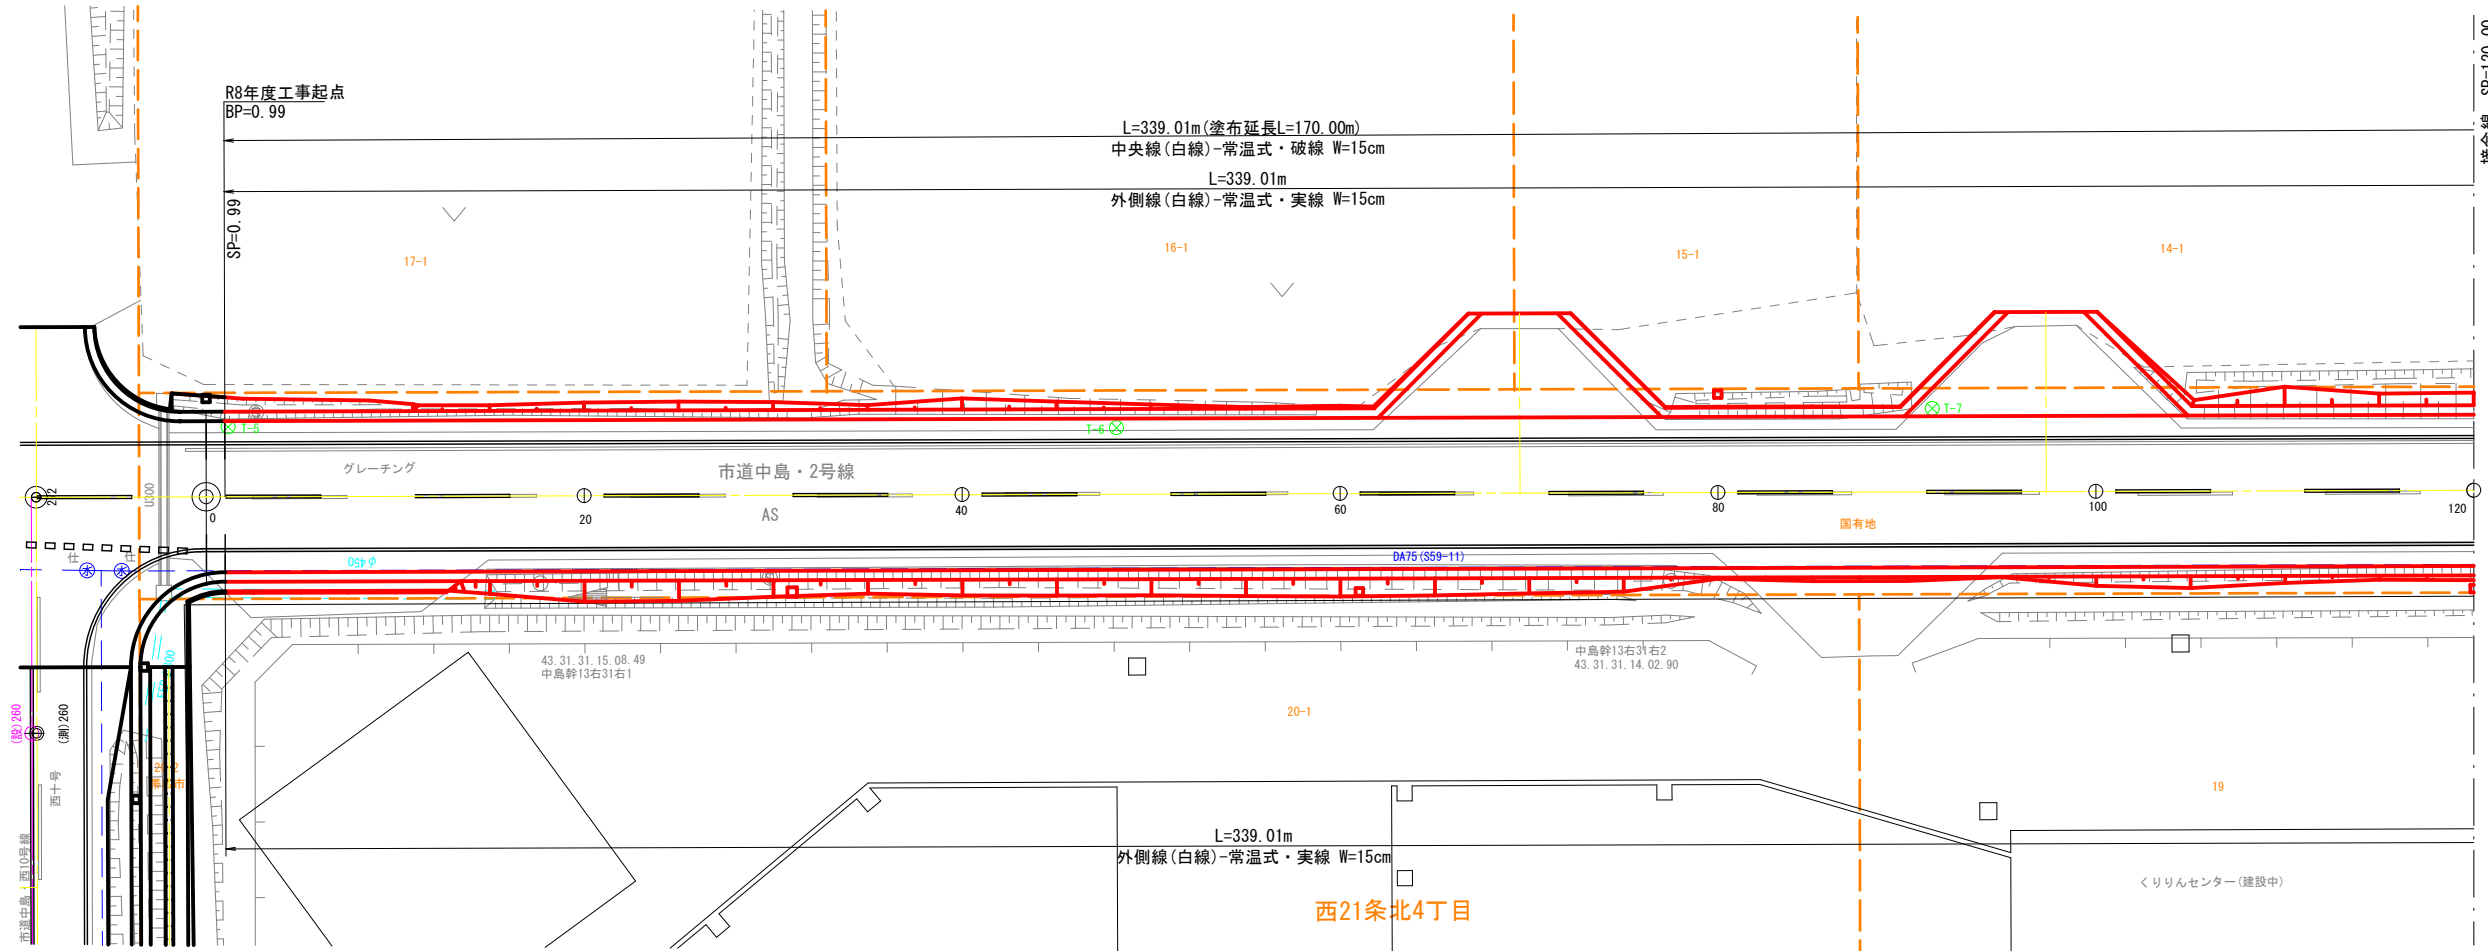 R8年度工事起点
BP=0.99
SP=0.99
L=339.01m(塗布延長L=170.00m)
中央線(白線)-常温式・破線 W=15cm
L=339.01m
外側線(白線)-常温式・実線 W=15cm
SP=120.00
17-1
16-1
15-1
14-1
T-5
T-6
T-7
グレーチング
市道中島・2号線
U300
272
0
20
40
60
80
100
120
AS
国有地
仕
仕
φ450
DA75(S59-11)
43.31.31.15.08.49
中島幹13右31右1
中島幹13右31右2
43.31.31.14.02.90
20-1
19
(設)260
(測)260
西十号
市道中島・西10号線
L=339.01m
外側線(白線)-常温式・実線 W=15cm
くりりんセンター(建設中)
西21条北4丁目